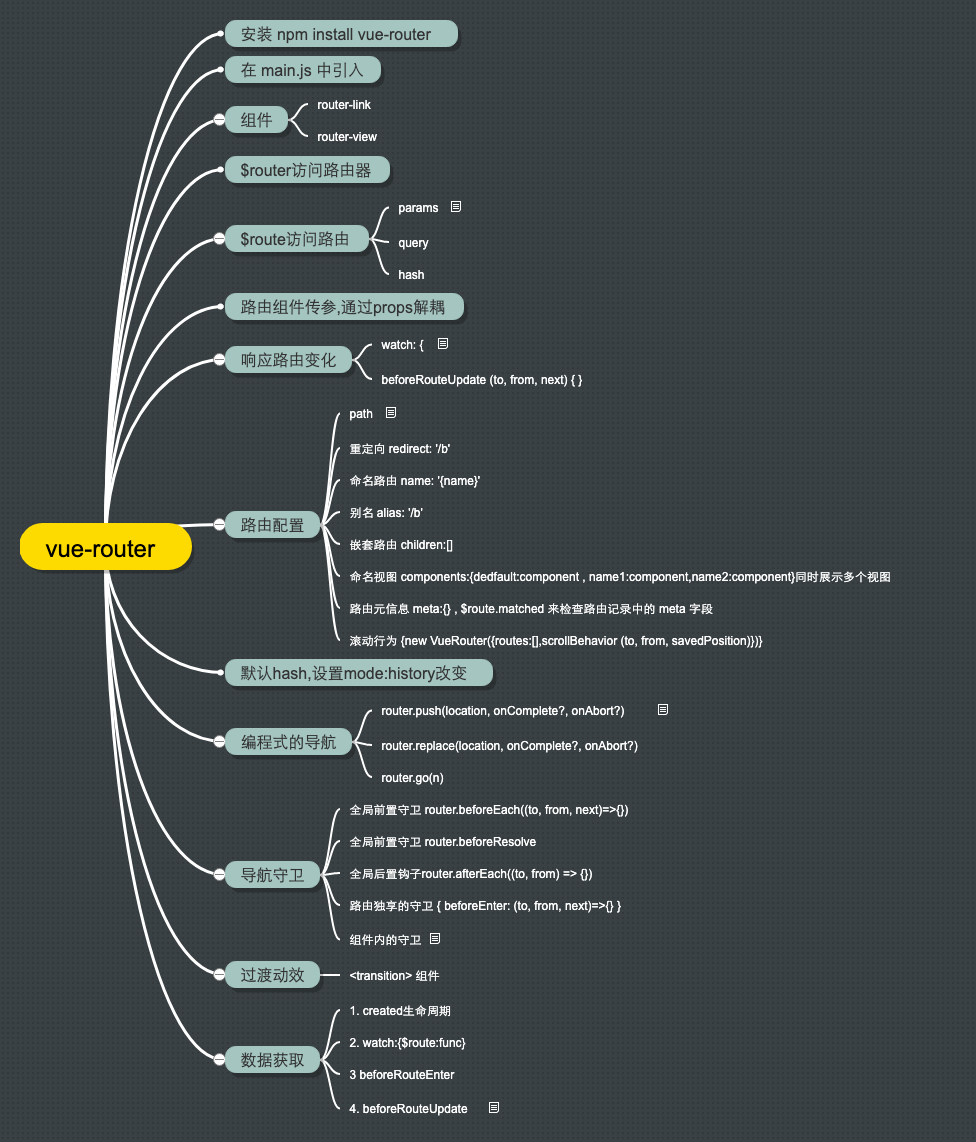 安装 npm install vue-router
在 main.js 中引入
组件
router-link
router-view
$router访问路由器
$route访问路由
params
query
hash
路由组件传参,通过props解耦
响应路由变化
watch: {
beforeRouteUpdate (to, from, next) { }
vue-router
路由配置
path
重定向 redirect: '/b'
命名路由 name: '{name}'
别名 alias: '/b'
嵌套路由 children:[]
命名视图 components:{dedfault:component , name1:component,name2:component}同时展示多个视图
路由元信息 meta:{} , $route.matched 来检查路由记录中的 meta 字段
滚动行为 {new VueRouter({routes:[],scrollBehavior (to, from, savedPosition)})}
默认hash,设置mode:history改变
编程式的导航
router.push(location, onComplete?, onAbort?)
router.replace(location, onComplete?, onAbort?)
router.go(n)
导航守卫
全局前置守卫 router.beforeEach((to, from, next)=>{})
全局前置守卫 router.beforeResolve
全局后置钩子router.afterEach((to, from) => {})
路由独享的守卫 { beforeEnter: (to, from, next)=>{} }
组件内的守卫
过渡动效
<transition> 组件
数据获取
1. created生命周期
2. watch:{$route:func}
3 beforeRouteEnter
4. beforeRouteUpdate